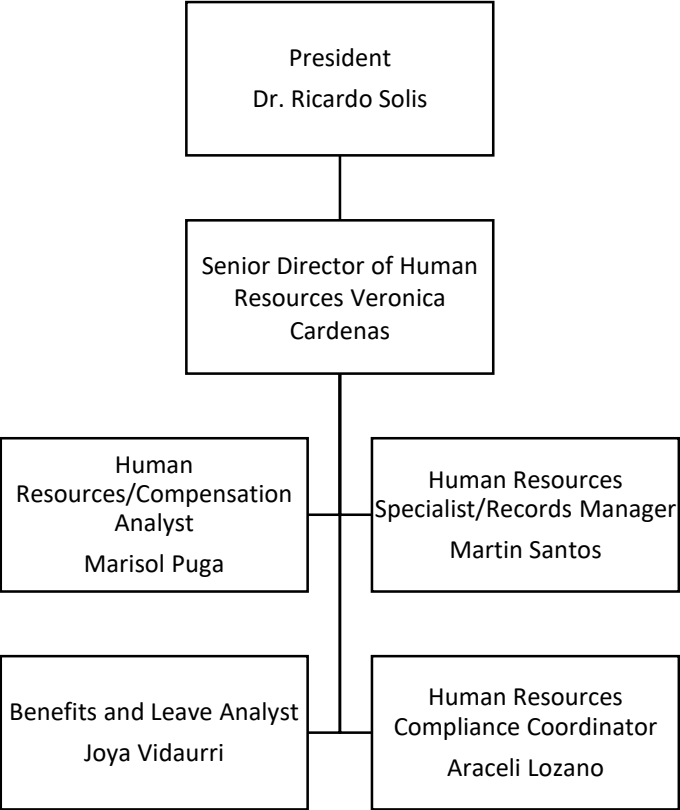 President
Dr. Ricardo Solis
Senior Director of Human
Resources Veronica
Cardenas
Human
Resources/Compensation
Analyst
Marisol Puga
Human Resources
Specialist/Records Manager
Martin Santos
Benefits and Leave Analyst
Joya Vidaurri
Human Resources
Compliance Coordinator
Araceli Lozano